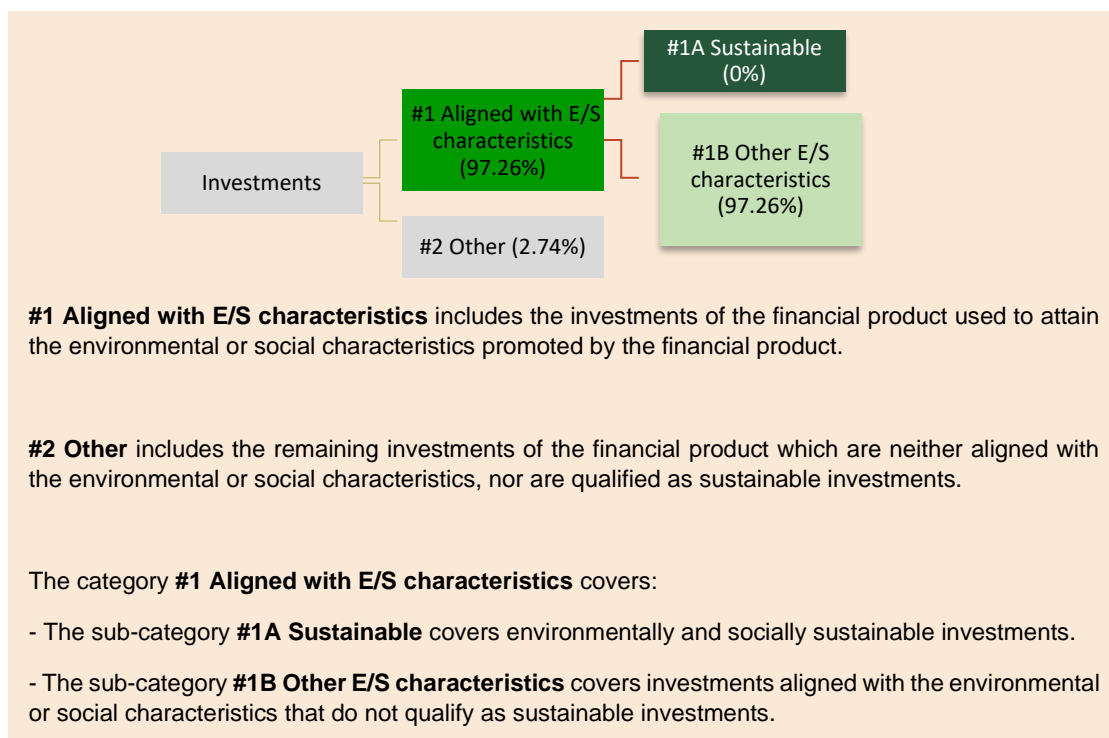 #1A Sustainable
(0%)
#1 Aligned with E/S
characteristics
(97.26%)
#1B Other E/S
characteristics
(97.26%)
Investments
#2 Other (2.74%)
#1 Aligned with E/S characteristics includes the investments of the financial product used to attain
the environmental or social characteristics promoted by the financial product.
#2 Other includes the remaining investments of the financial product which are neither aligned with
the environmental or social characteristics, nor are qualified as sustainable investments.
The category #1 Aligned with E/S characteristics covers:
- The sub-category #1A Sustainable covers environmentally and socially sustainable investments.
- The sub-category #1B Other E/S characteristics covers investments aligned with the environmental
or social characteristics that do not qualify as sustainable investments.